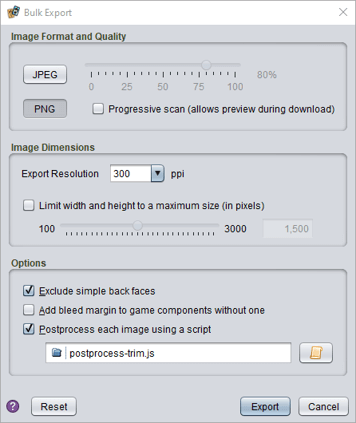 Bulk Export
Image Format and Quality
JPEG
0 25 50 75 100
80%
PNG
Progressive scan (allows preview during download)
Image Dimensions
Export Resolution 300 ppi
Limit width and height to a maximum size (in pixels)
100 3000 1,500
Options
Exclude simple back faces
Add bleed margin to game components without one
Postprocess each image using a script
postprocess-trim.js
? Reset Export Cancel